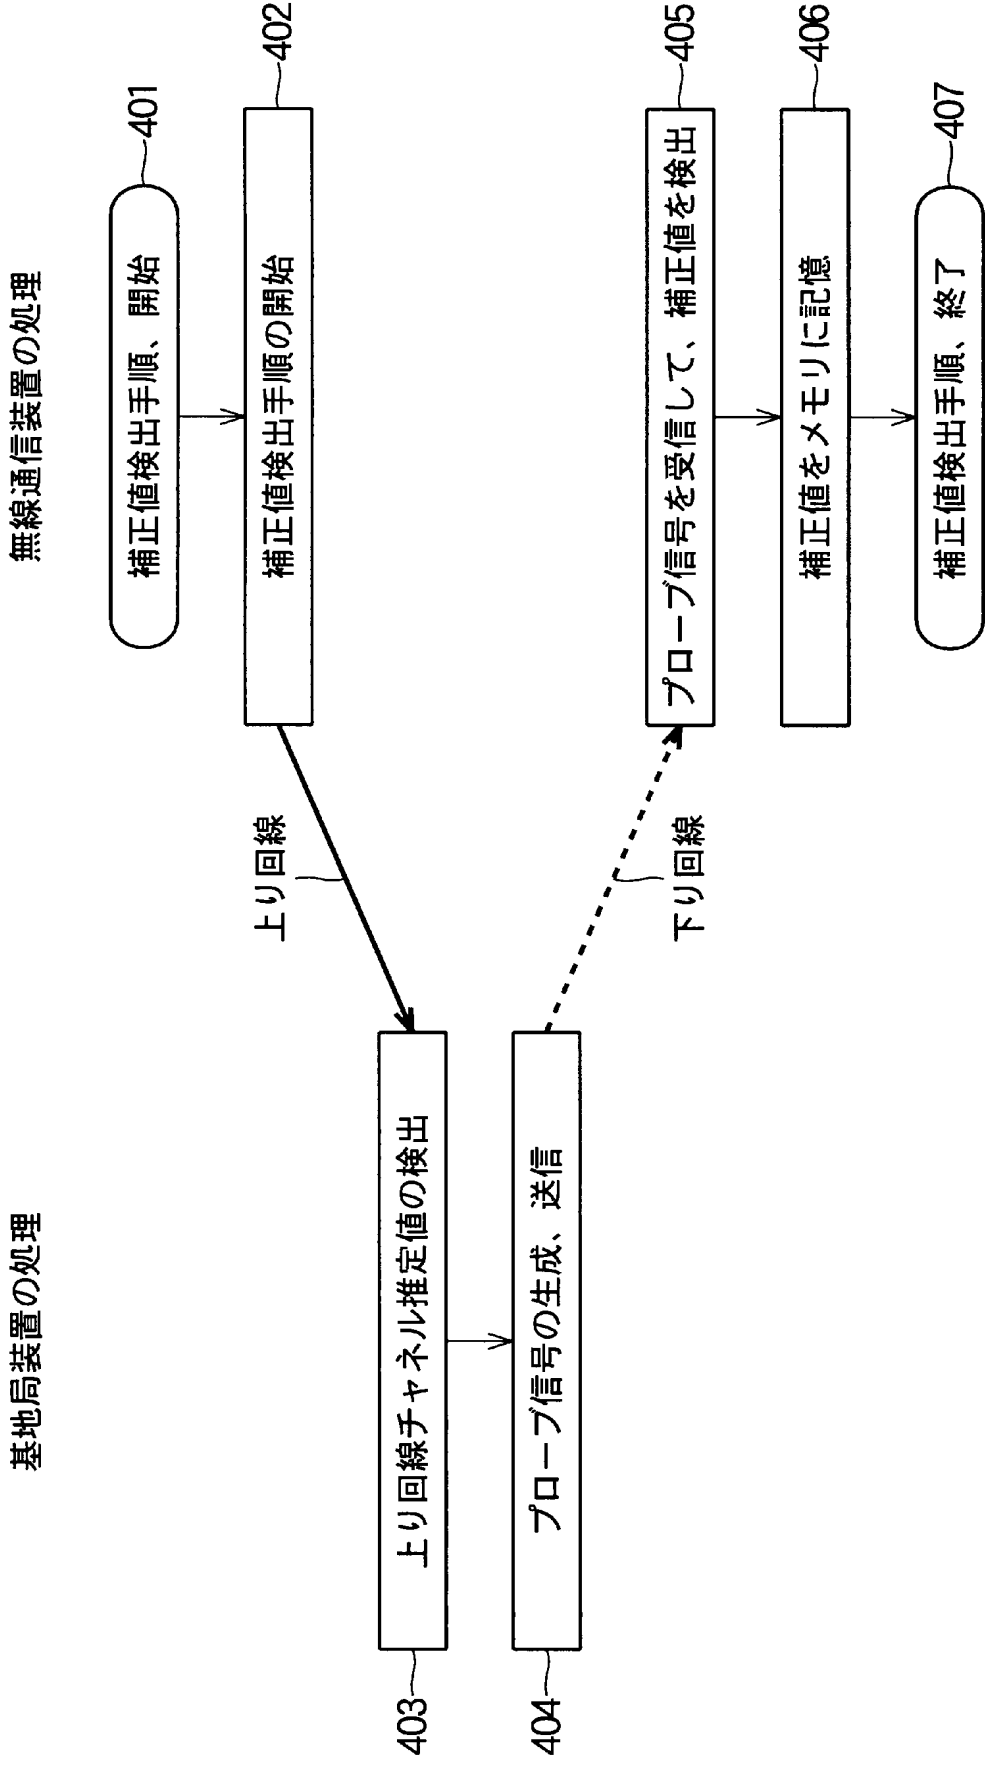 基地局装置の処理
無線通信装置の処理
補正値検出手順、開始
401
補正値検出手順の開始
402
上り回線
上り回線チャネル推定値の検出
403
プローブ信号の生成、送信
404
下り回線
プローブ信号を受信して、補正値を検出
405
補正値をメモリに記憶
406
補正値検出手順、終了
407